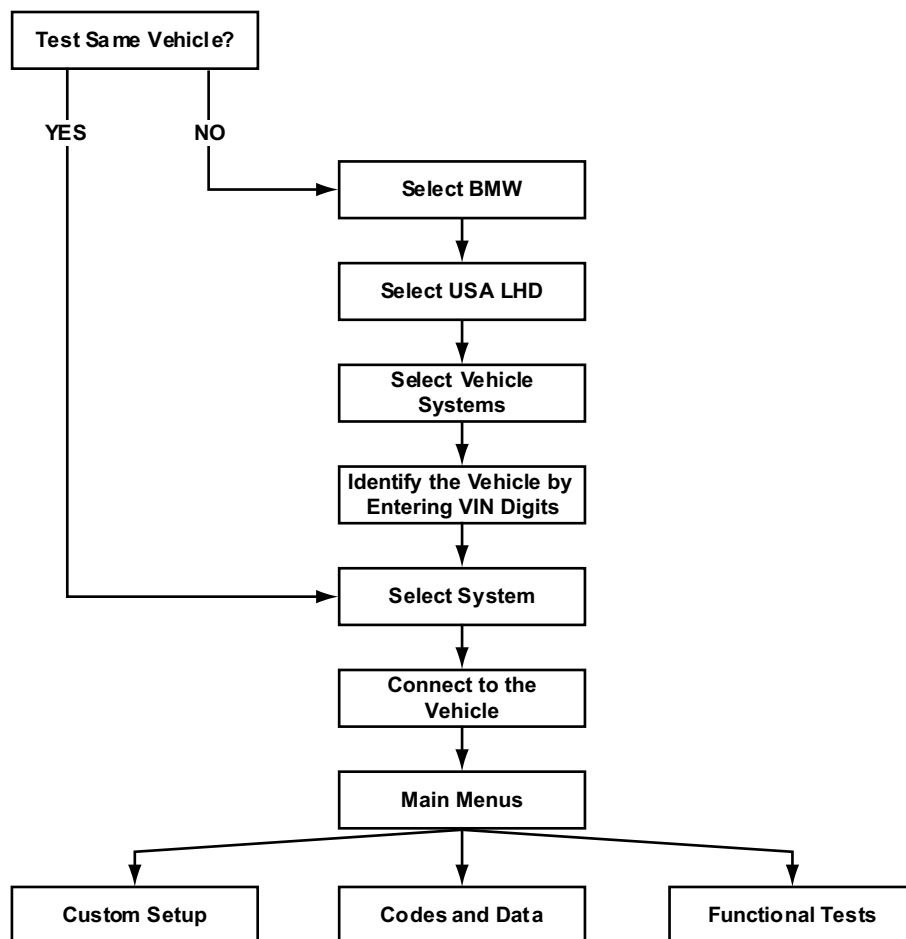 Test Same Vehicle?
YES
NO
Select BMW
Select USA LHD
Select Vehicle
Systems
Identify the Vehicle by
Entering VIN Digits
Select System
Connect to the
Vehicle
Main Menus
Custom Setup
Codes and Data
Functional Tests